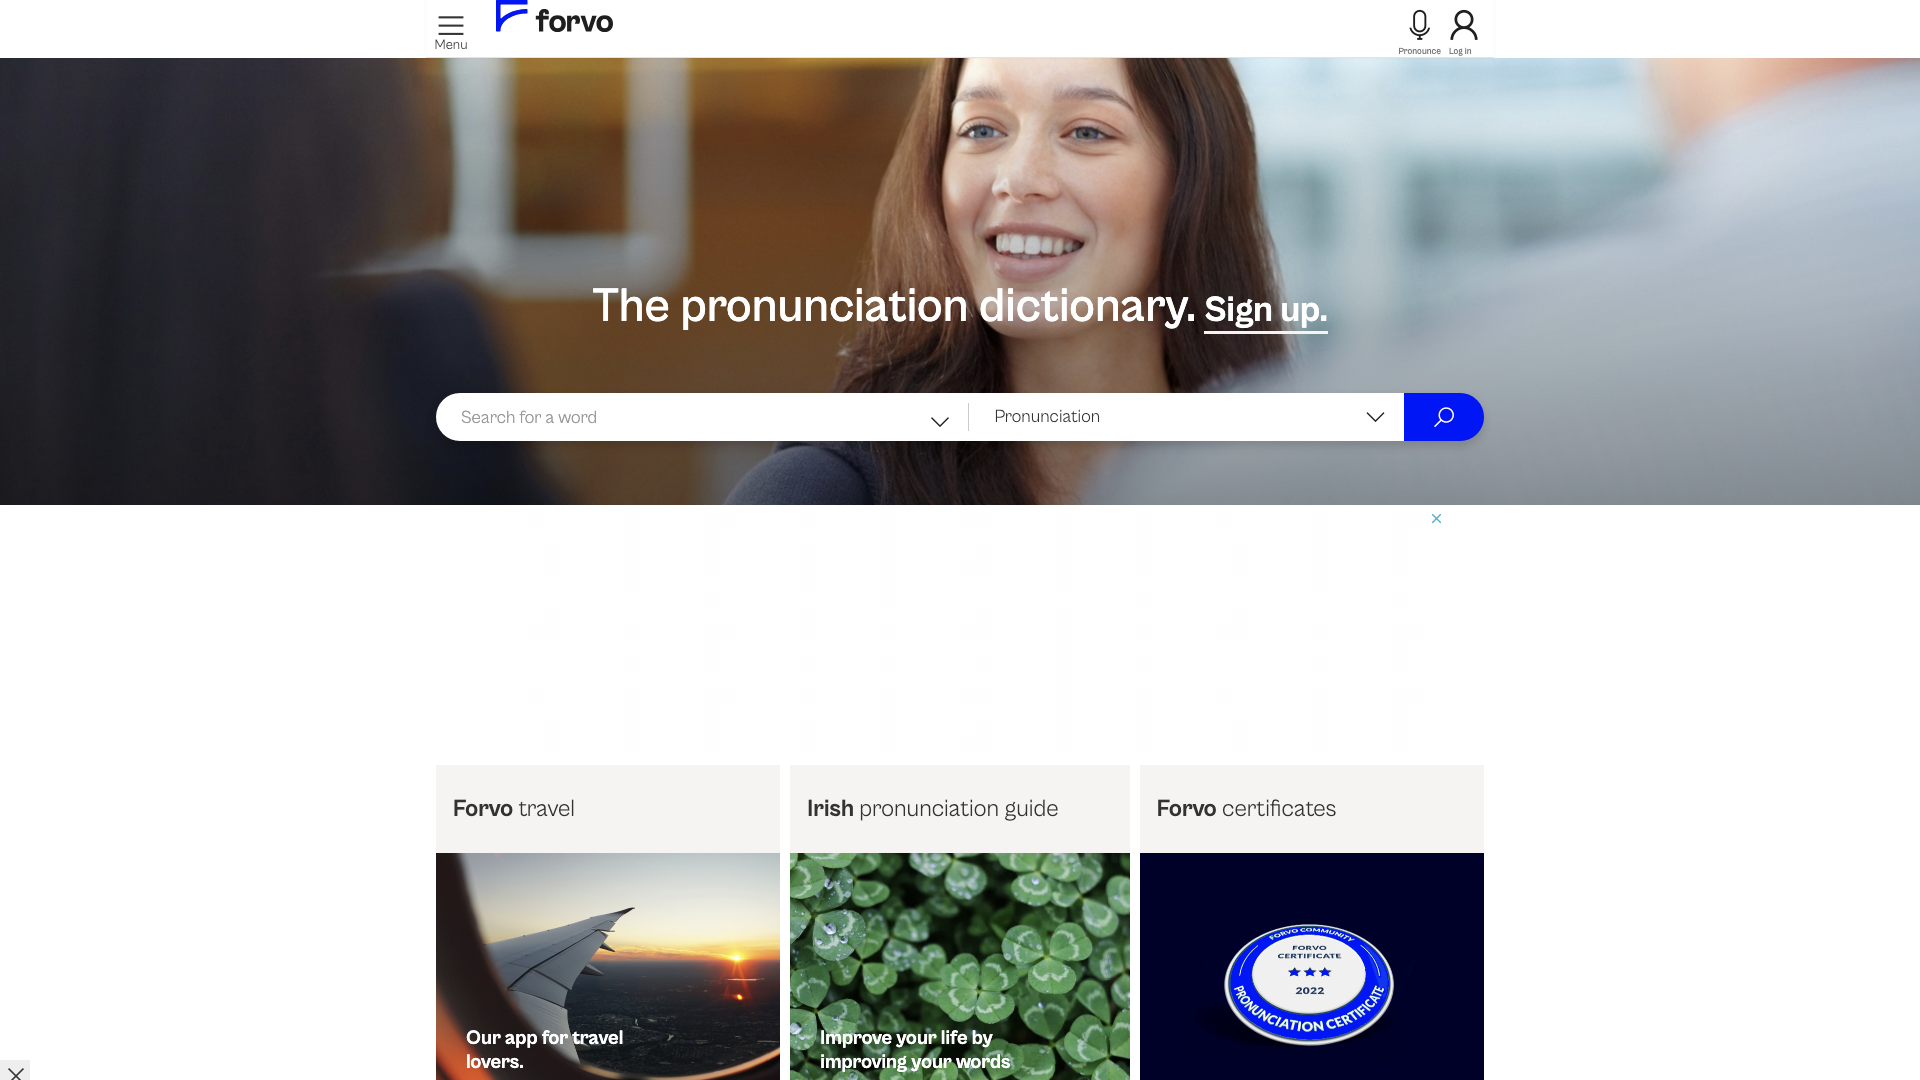 Menu
forvo
Pronounce
Log in
The pronunciation dictionary. Sign up.
Search for a word
Pronunciation
Forvo travel
Irish pronunciation guide
Forvo certificates
Our app for travel
lovers.
Improve your life by
improving your words
FORVO COMMUNITY
FORVO
CERTIFICATE
2022
PRONUNCIATION CERTIFICATE